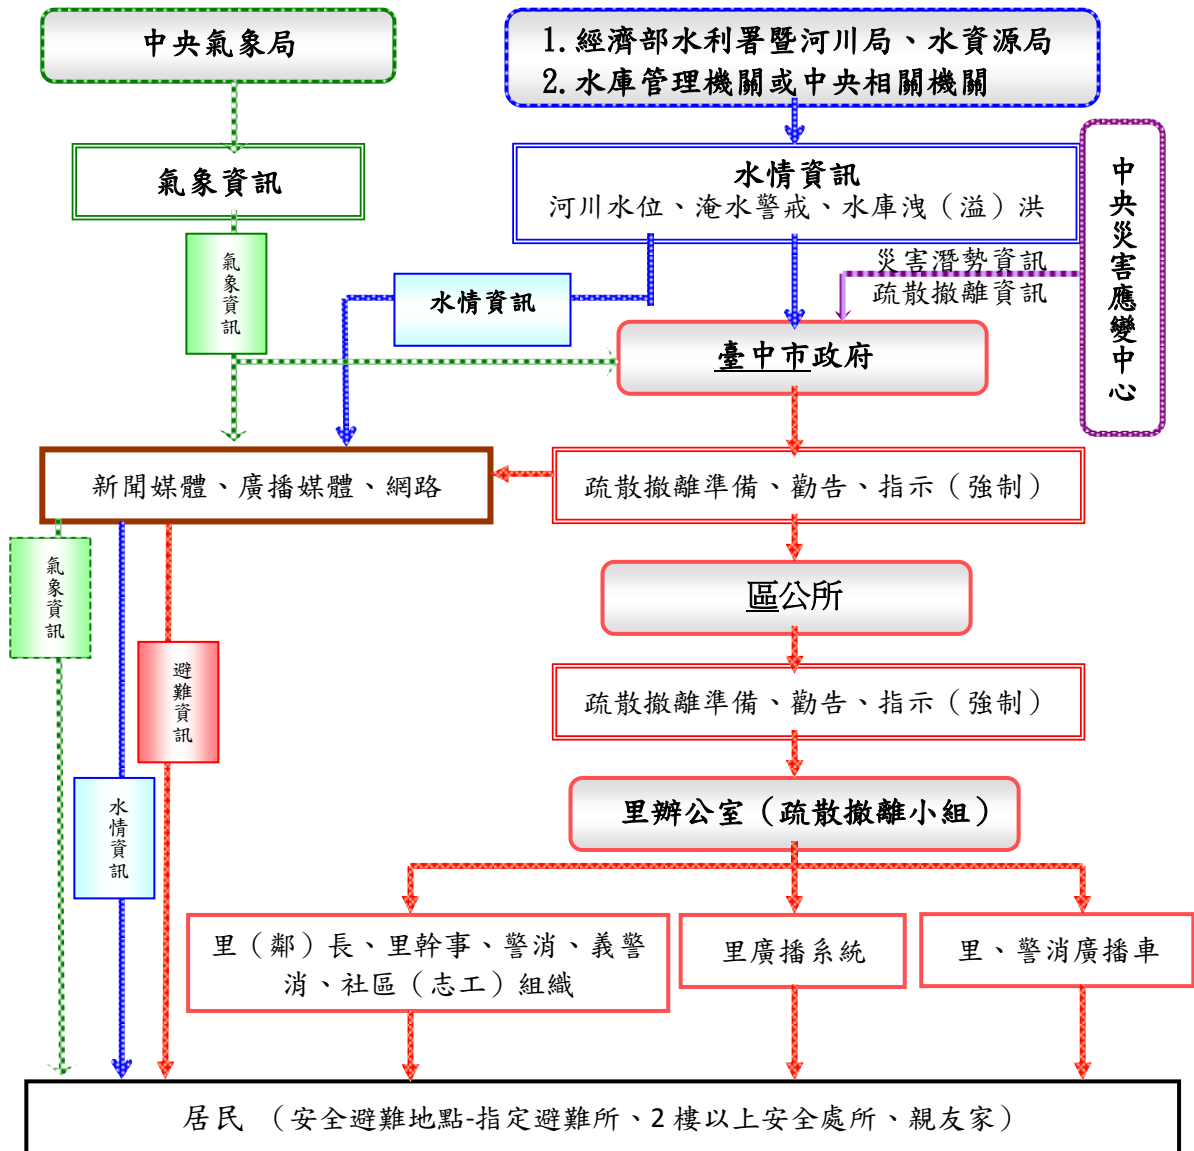 中央氣象局
1. 經濟部水利署暨河川局、水資源局
2. 水庫管理機關或中央相關機關
氣象資訊
水情資訊
河川水位、淹水警戒、水庫洩（溢）洪
中央災害應變中心
氣象資訊
水情資訊
災害潛勢資訊
疏散撤離資訊
臺中市政府
新聞媒體、廣播媒體、網路
疏散撤離準備、勸告、指示（強制）
氣象資訊
區公所
避難資訊
疏散撤離準備、勸告、指示（強制）
水情資訊
里辦公室（疏散撤離小組）
里（鄰）長、里幹事、警消、義警
消、社區（志工）組織
里廣播系統
里、警消廣播車
居民 （安全避難地點-指定避難所、2 樓以上安全處所、親友家）